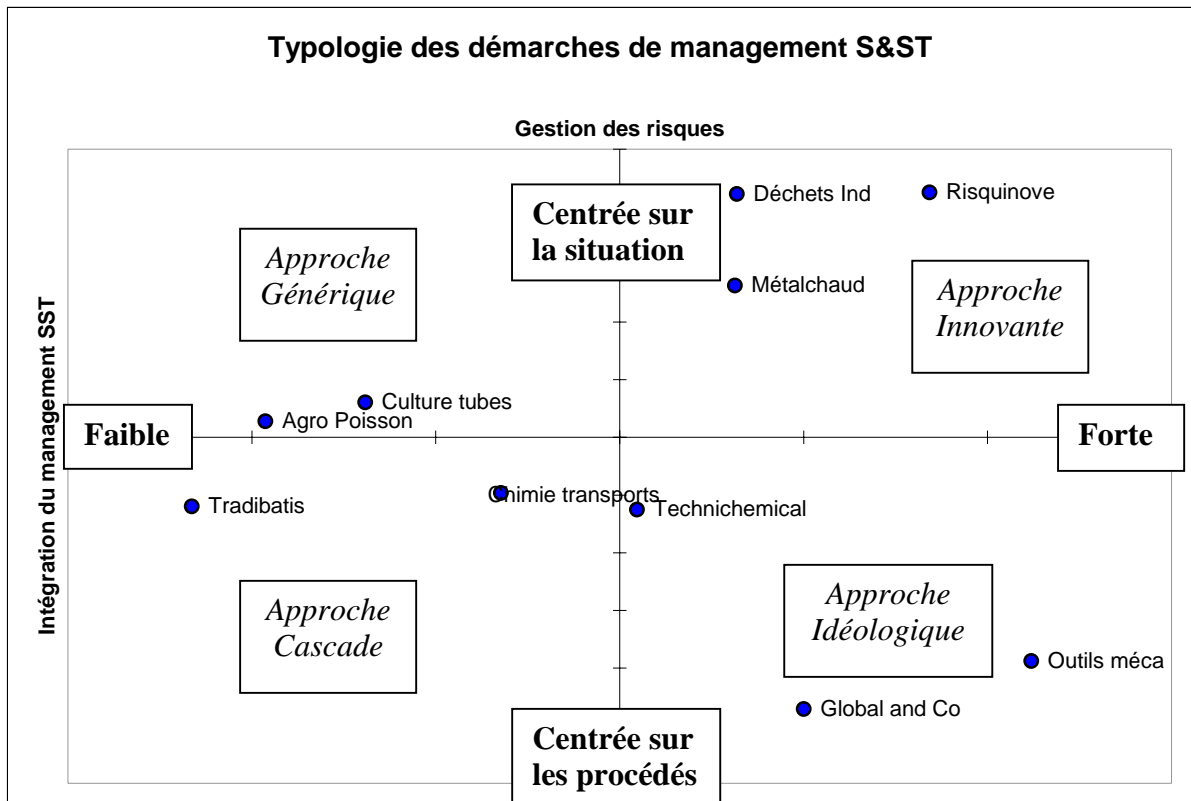 Typologie des démarches de management S&ST
Gestion des risques
Centrée sur
la situation
Déchets Ind
Risquinove
Approche
Générique
Métalchaud
Approche
Innovante
Intégration du management SST
Culture tubes
Agro Poisson
Faible
Forte
Tradibatis
Chimie transports
Technichemical
Approche
Cascade
Approche
Idéologique
Outils méca
Global and Co
Centrée sur
les procédés